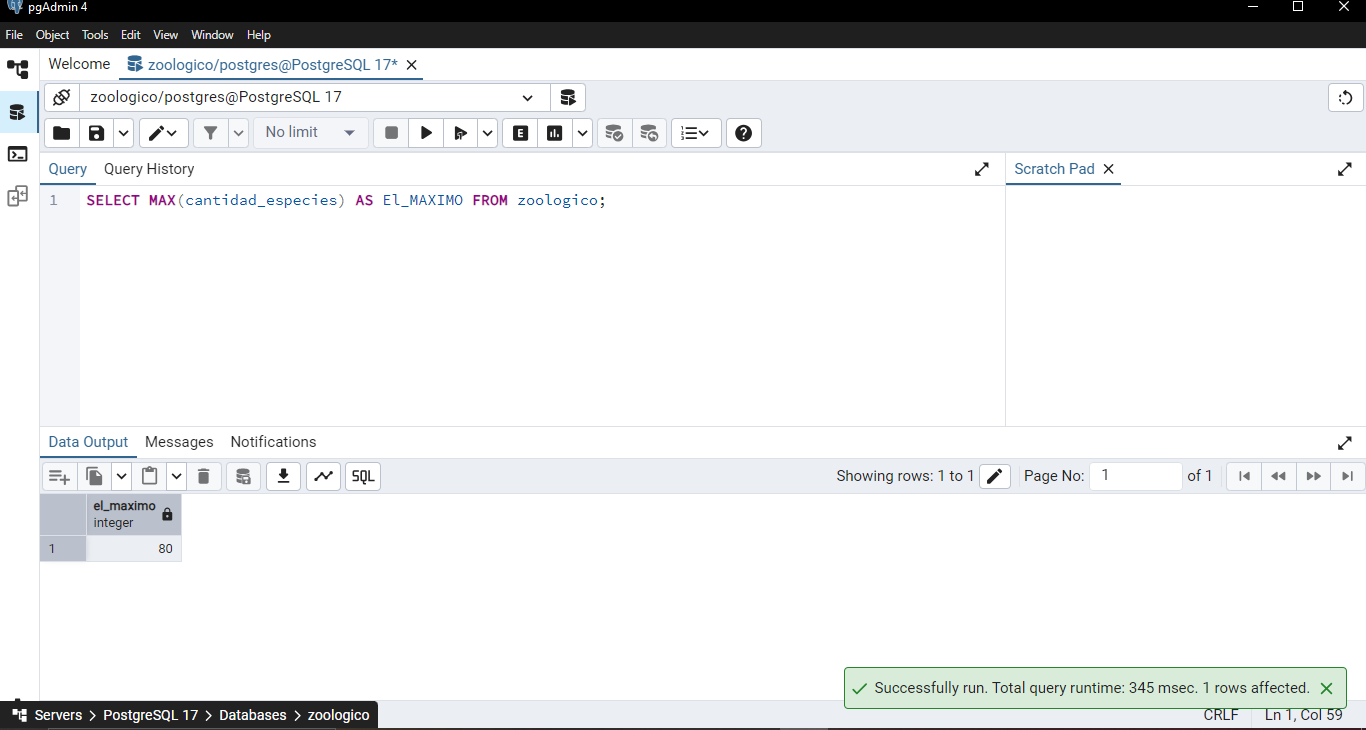 pgAdmin 4
File Object Tools Edit View Window Help
Welcome zoologico/postgres@PostgreSQL 17*
zoologico/postgres@PostgreSQL 17
No limit E
Query Query History Scratch Pad
1 SELECT MAX(cantidad_especies) AS El_MAXIMO FROM zoologico;
Data Output Messages Notifications
SQL Showing rows: 1 to 1 Page No: 1 of 1
el_maximo
integer
1 80
Successfully run. Total query runtime: 345 msec. 1 rows affected.
Servers > PostgreSQL 17 > Databases > zoologico CRLF Ln 1, Col 59